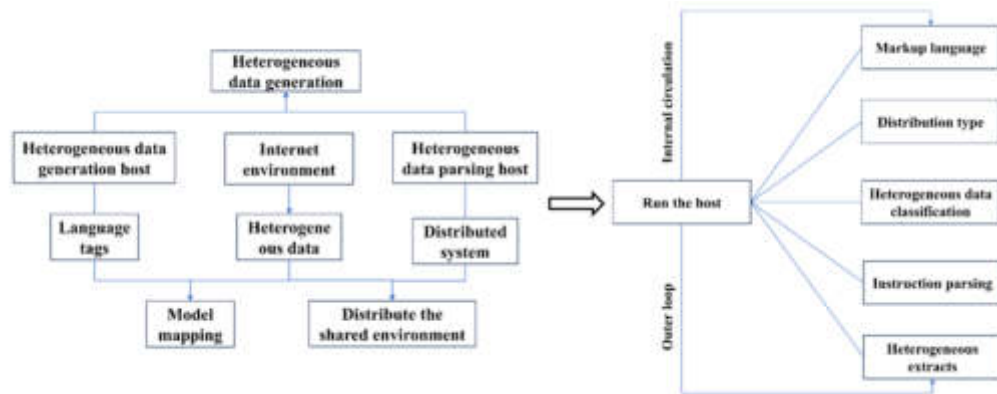 Heterogeneous
data generation
Heterogeneous data
generation host
Internet
environment
Heterogeneous
data parsing host
Language
tags
Heterogene
ous data
Distributed
system
Model
mapping
Distribute the
shared environment
Internal circulation
Run the host
Outer loop
Markup language
Distribution type
Heterogeneous data
classification
Instruction parsing
Heterogeneous
extracts